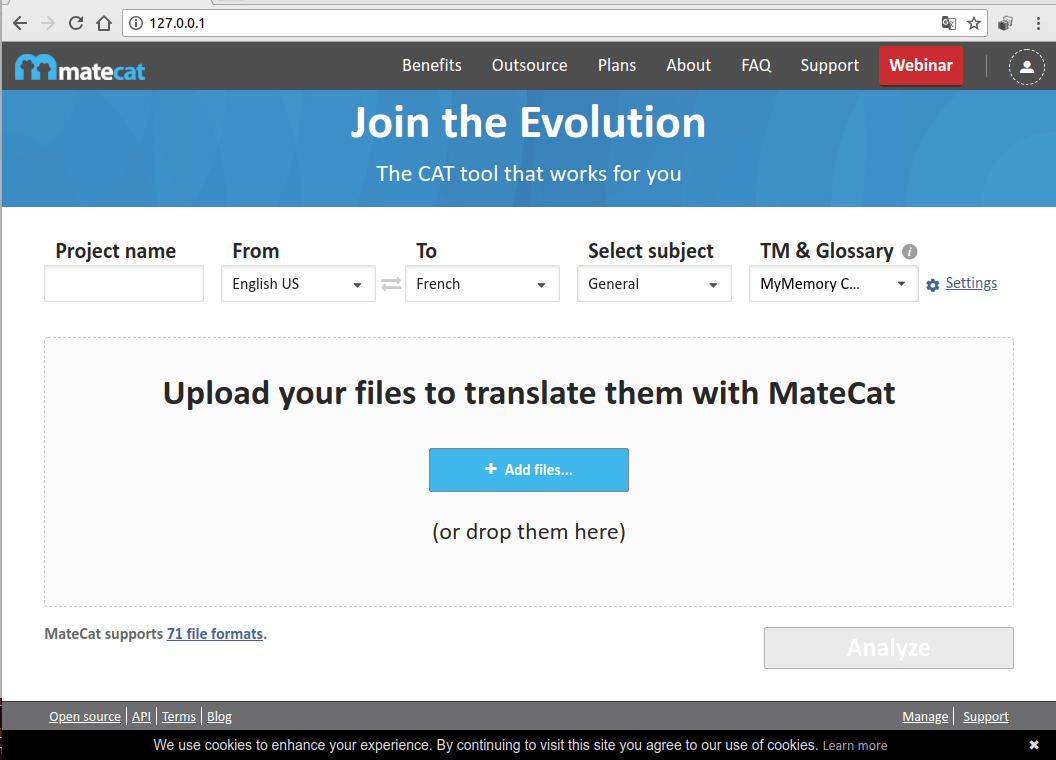 127.0.0.1
matecat
Benefits Outsource Plans About FAQ Support Webinar
Join the Evolution
The CAT tool that works for you
Project name From To Select subject TM & Glossary
English US French General MyMemory C... Settings
Upload your files to translate them with MateCat
+ Add files...
(or drop them here)
MateCat supports 71 file formats.
Analyze
Open source API Terms Blog Manage Support
We use cookies to enhance your experience. By continuing to visit this site you agree to our use of cookies. Learn more